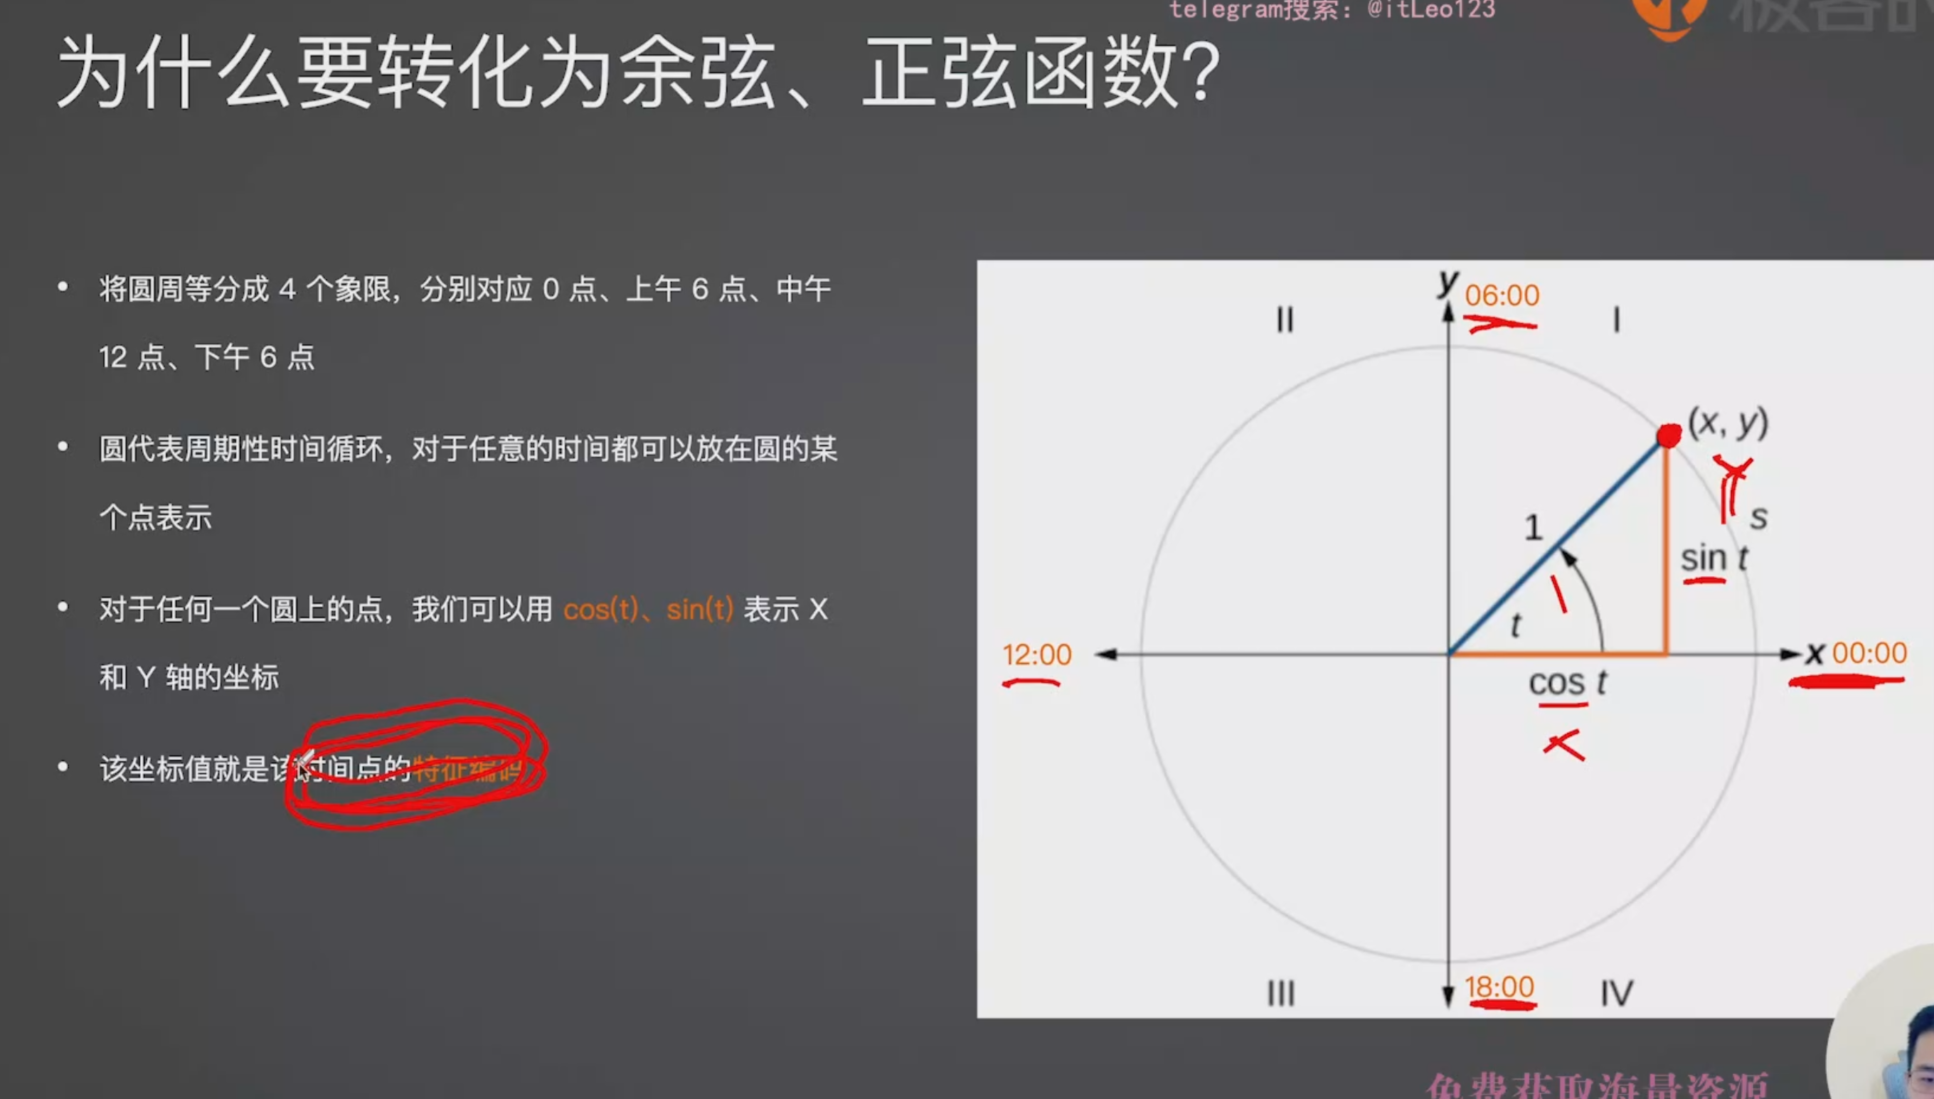 telegram搜索：@itLeo123
极客时
为什么要转化为余弦、正弦函数？
• 将圆周等分成 4 个象限，分别对应 0 点、上午 6 点、中午
12 点、下午 6 点
• 圆代表周期性时间循环，对于任意的时间都可以放在圆的某
个点表示
• 对于任何一个圆上的点，我们可以用 cos(t)、sin(t) 表示 X
和 Y 轴的坐标
• 该坐标值就是该时间点的特征编码
y 06:00
II
I
(x, y)
Y
1
s
sin t
t
12:00
x 00:00
cos t
X
18:00
III
IV
免费获取海量资源